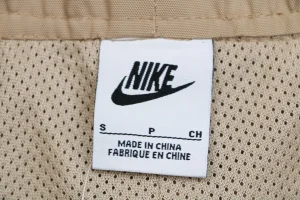 NIKE
S P CH
MADE IN CHINA
FABRIQUE EN CHINE